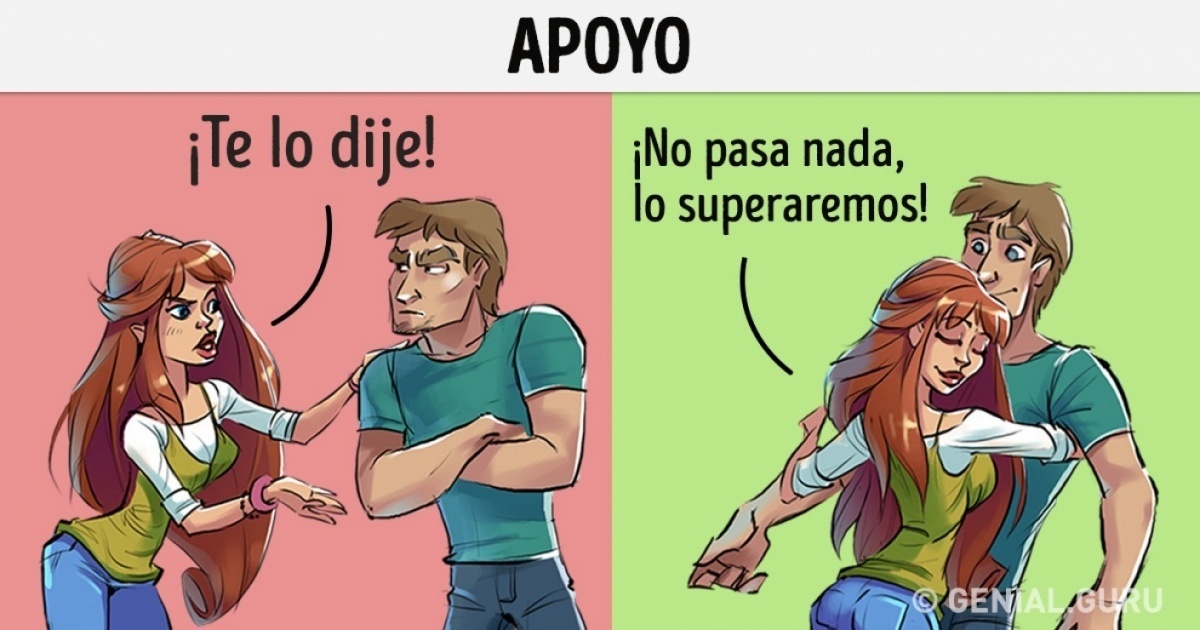 APOYO
¡Te lo dije!
¡No pasa nada,
lo superaremos!
© GENIAL.GURU